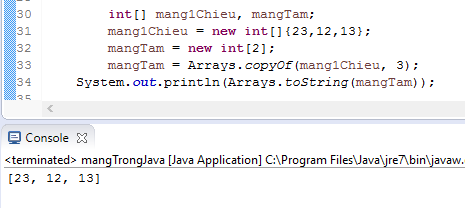 30 int[] mang1Chieu, mangTam;
31 mang1Chieu = new int[]{23,12,13};
32 mangTam = new int[2];
33 mangTam = Arrays.copyOf(mang1Chieu, 3);
34 System.out.println(Arrays.toString(mangTam));
35
Console
<terminated> mangTrongJava [Java Application] C:\Program Files\Java\jre7\bin\javaw.
[23, 12, 13]